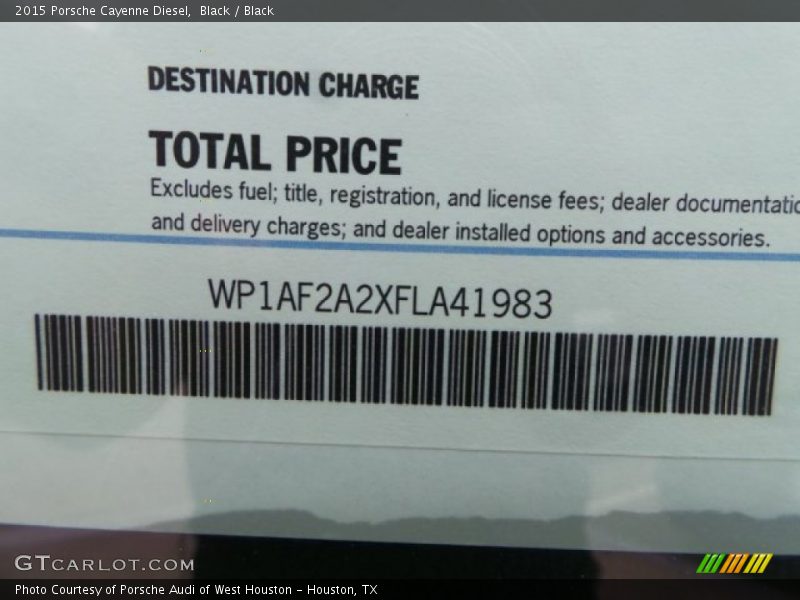 2015 Porsche Cayenne Diesel,  Black / Black
DESTINATION CHARGE
TOTAL PRICE
Excludes fuel; title, registration, and license fees; dealer documentatio
and delivery charges; and dealer installed options and accessories.
WP1AF2A2XFLA41983
GTCARLOT.COM
Photo Courtesy of Porsche Audi of West Houston - Houston, TX